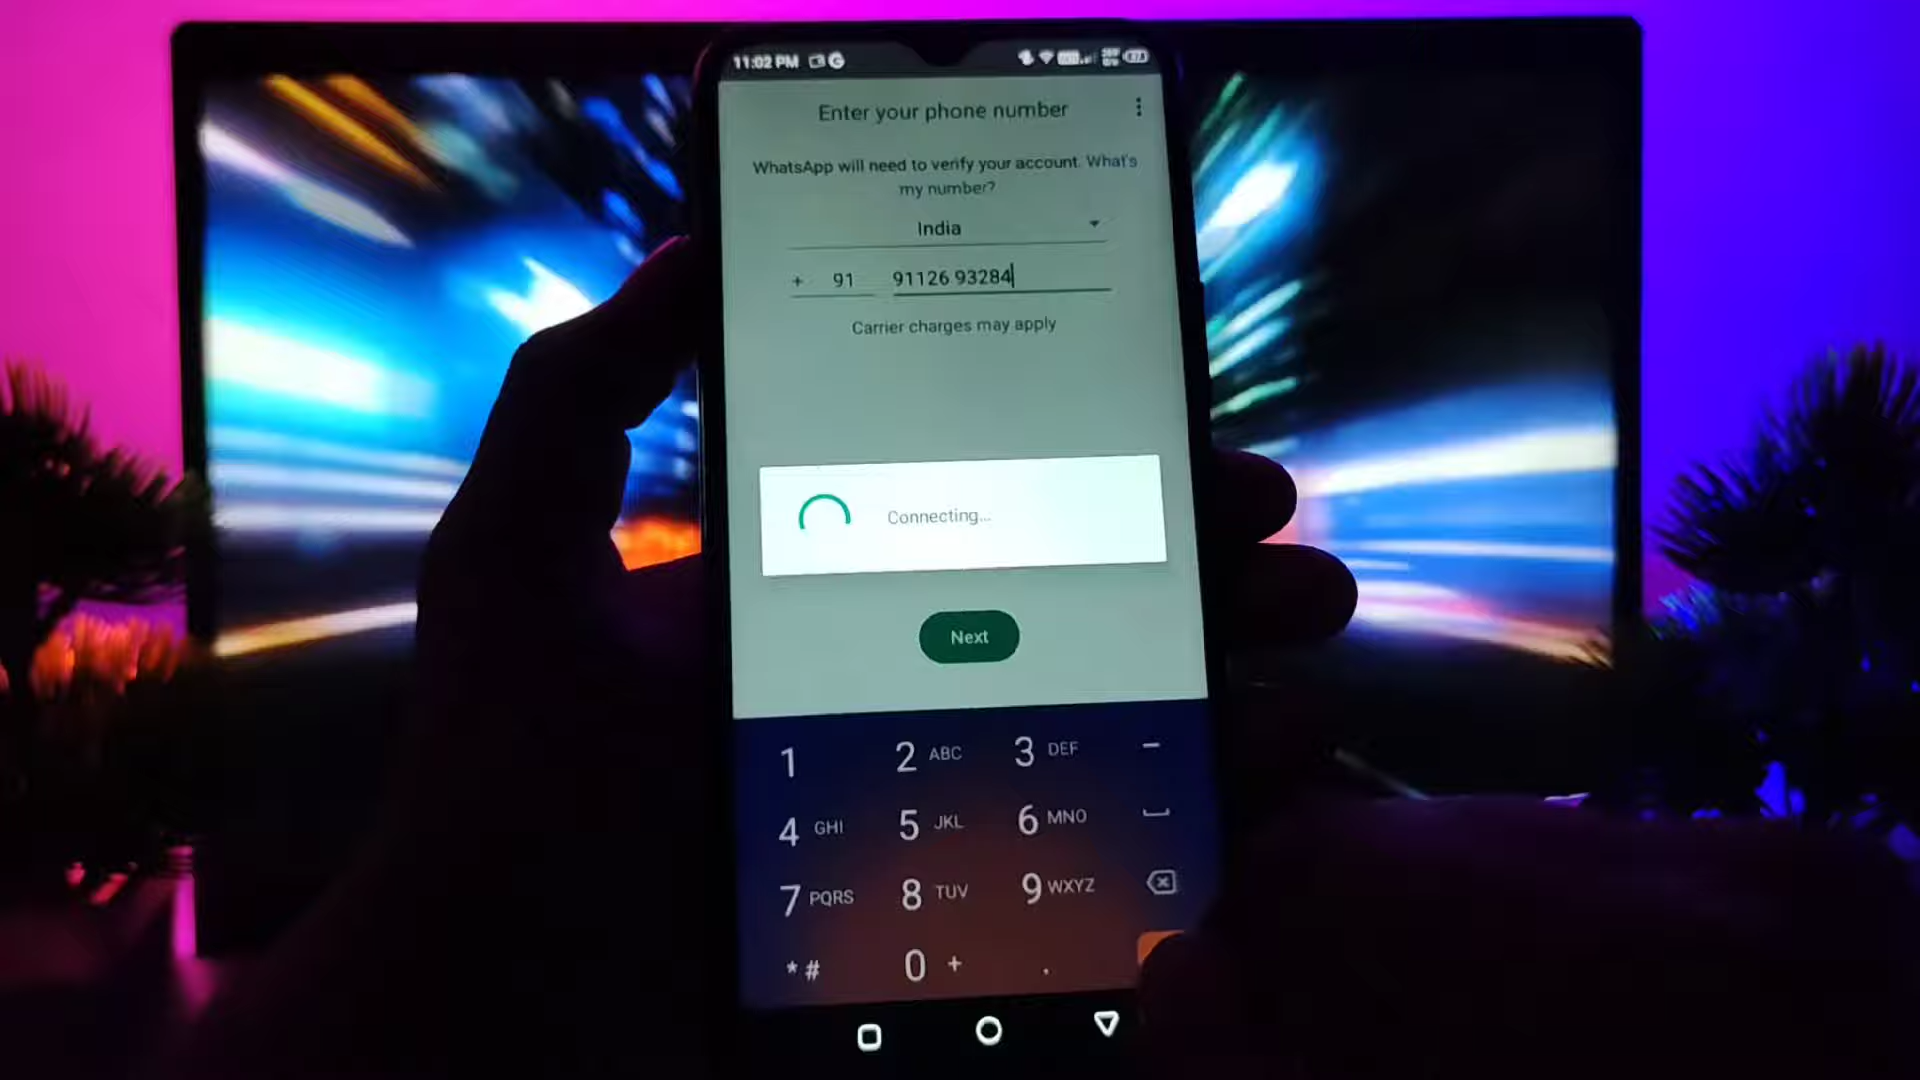 11:02 PM
Enter your phone number
WhatsApp will need to verify your account. What's
my number?
India
+ 91 91126 93284
Carrier charges may apply
Connecting...
Next
1 2 ABC 3 DEF -
4 GHI 5 JKL 6 MNO
7 PQRS 8 TUV 9 WXYZ
* # 0 + .